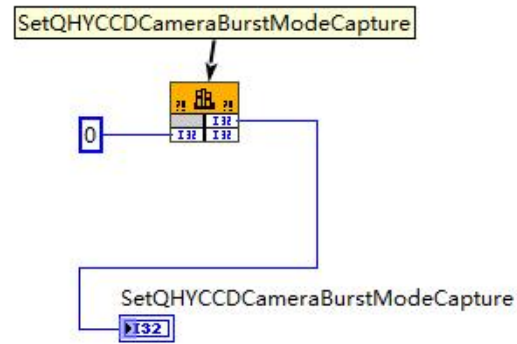 SetQHYCCDCameraBurstModeCapture
?! ?!
I32
0
I32 I32
SetQHYCCDCameraBurstModeCapture
I32